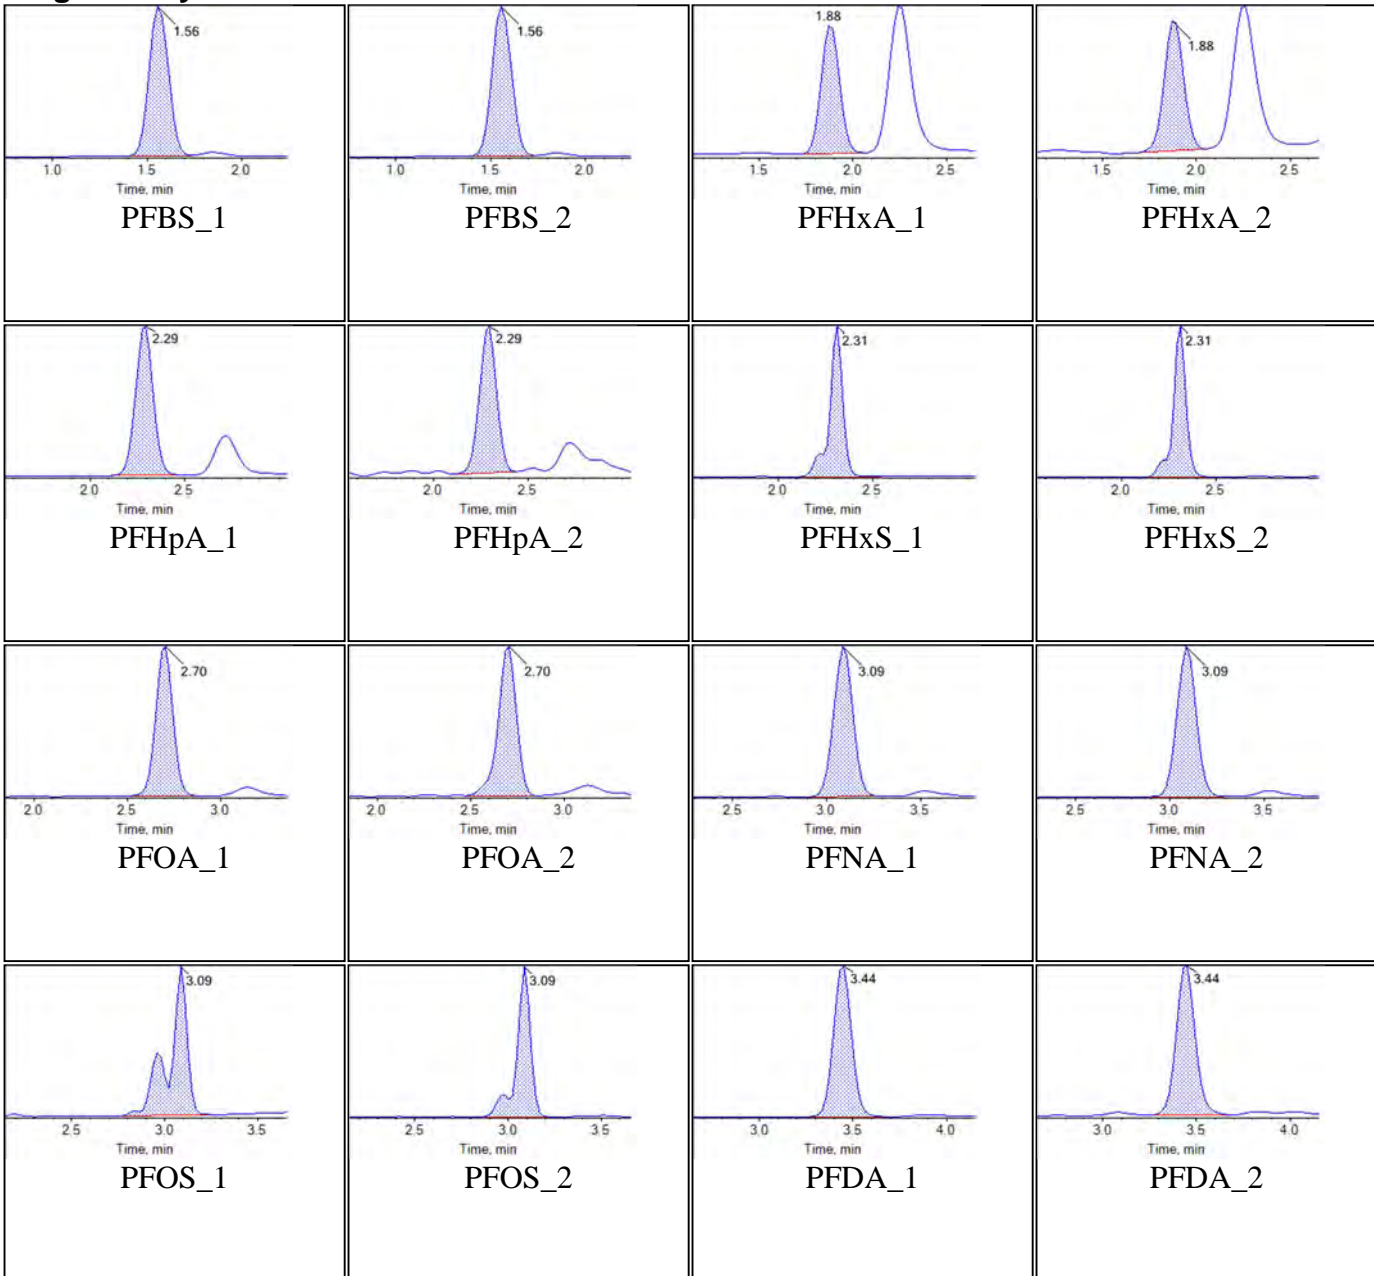 1.56
1.0 1.5 2.0
Time, min
PFBS_1
1.56
1.0 1.5 2.0
Time, min
PFBS_2
1.88
1.5 2.0 2.5
Time, min
PFHxA_1
1.88
1.5 2.0 2.5
Time, min
PFHxA_2
2.29
2.0 2.5
Time, min
PFHpA_1
2.29
2.0 2.5
Time, min
PFHpA_2
2.31
2.0 2.5
Time, min
PFHxS_1
2.31
2.0 2.5
Time, min
PFHxS_2
2.70
2.0 2.5 3.0
Time, min
PFOA_1
2.70
2.0 2.5 3.0
Time, min
PFOA_2
3.09
2.5 3.0 3.5
Time, min
PFNA_1
3.09
2.5 3.0 3.5
Time, min
PFNA_2
3.09
2.5 3.0 3.5
Time, min
PFOS_1
3.09
2.5 3.0 3.5
Time, min
PFOS_2
3.44
3.0 3.5 4.0
Time, min
PFDA_1
3.44
3.0 3.5 4.0
Time, min
PFDA_2